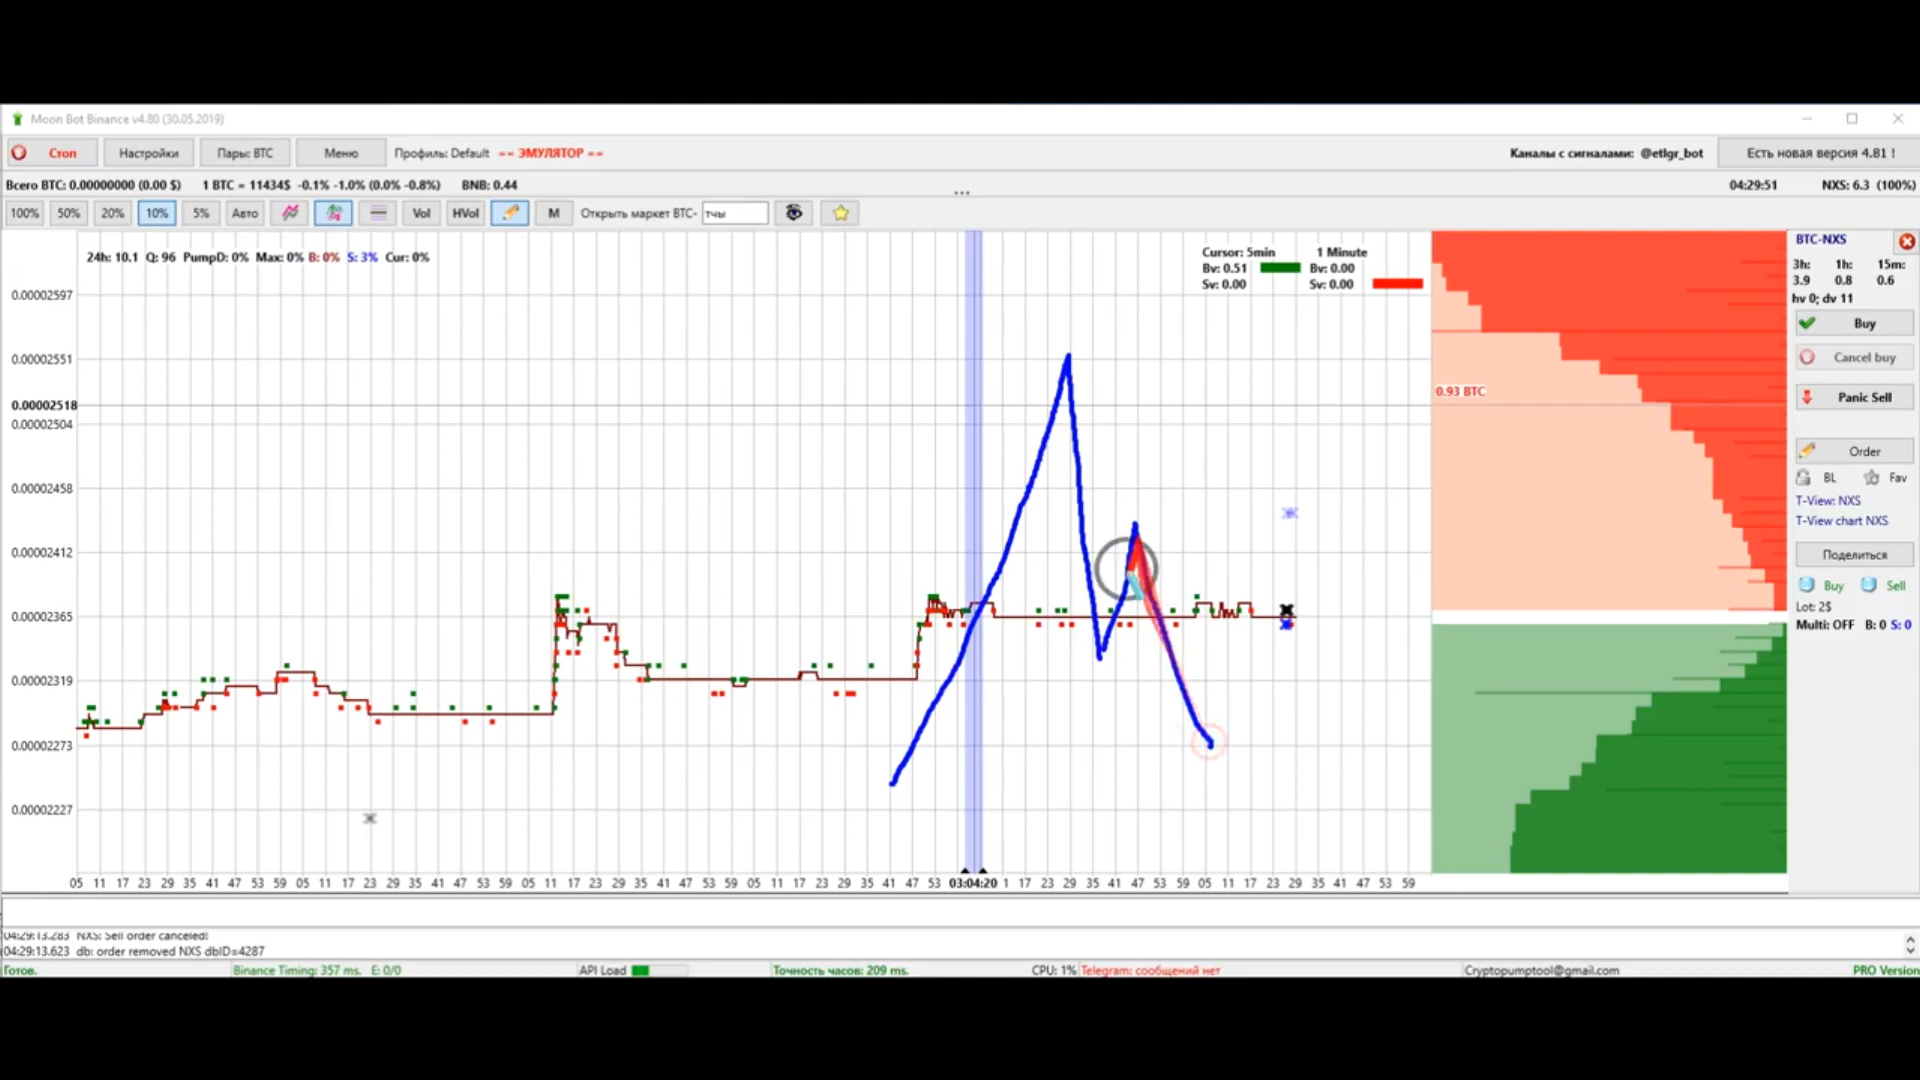 Moon Bot Binance v4.80 (30.05.2019)
Стоп Настройки Пары: BTC Меню Профиль: Default -- ЭМУЛЯТОР -- Каналы с сигналами: @etlgr_bot Есть новая версия 4.81 !
Всего BTC: 0.00000000 (0.00 $) 1 BTC = 11434$ -0.1% -1.0% (0.0% -0.8%) BNB: 0.44 ... 04:29:51 NXS: 6.3 (100%)
100% 50% 20% 10% 5% Авто Vol HVol M Открыть маркет BTC- тчы
24h: 10.1 Q: 96 PumpD: 0% Max: 0% B: 0% S: 3% Cur: 0%
Cursor: 5min 1 Minute
Bv: 0.51 Bv: 0.00
Sv: 0.00 Sv: 0.00
0.00002597
0.00002551
0.00002518
0.00002504
0.00002458
0.00002412
0.00002365
0.00002319
0.00002273
0.00002227
0.93 BTC
05 11 17 23 29 35 41 47 53 59 05 11 17 23 29 35 41 47 53 59 05 11 17 23 29 35 41 47 53 59 05 11 17 23 29 35 41 47 53 03:04:20 1 17 23 29 35 41 47 53 59 05 11 17 23 29 35 41 47 53 59
BTC-NXS
3h: 1h: 15m:
3.9 0.8 0.6
hv 0; dv 11
Buy
Cancel buy
Panic Sell
Order
BL Fav
T-View: NXS
T-View chart NXS
Поделиться
Buy Sell
Lot: 2$
Multi: OFF B: 0 S: 0
04:29:13.283 NXS: Sell order canceled!
04:29:13.623 db: order removed NXS dbID=4287
Готов. Binance Timing: 357 ms. E: 0/0 API Load Точность часов: 209 ms. CPU: 1% Telegram: сообщений нет Cryptopumptool@gmail.com PRO Version